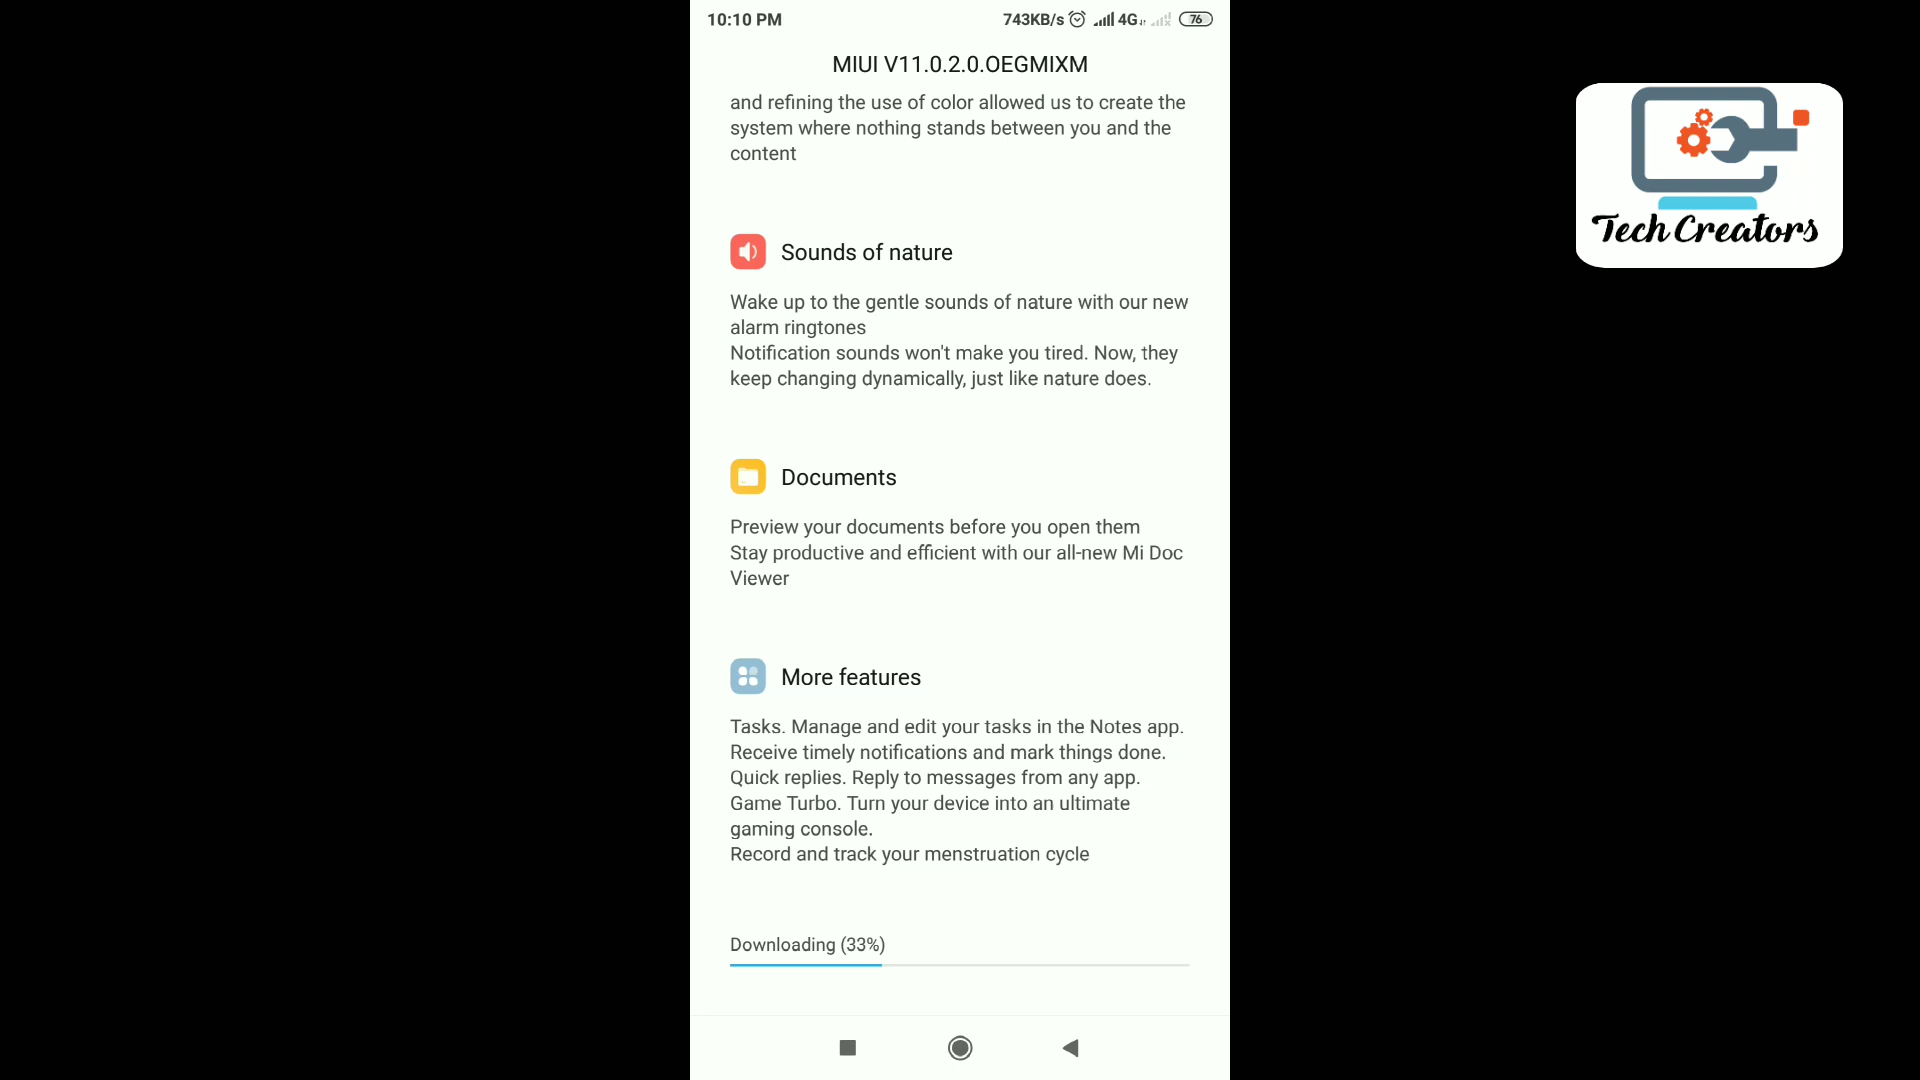 10:10 PM
743KB/s
4G
76
MIUI V11.0.2.0.OEGMIXM
and refining the use of color allowed us to create the
system where nothing stands between you and the
content
Sounds of nature
Wake up to the gentle sounds of nature with our new
alarm ringtones
Notification sounds won't make you tired. Now, they
keep changing dynamically, just like nature does.
Documents
Preview your documents before you open them
Stay productive and efficient with our all-new Mi Doc
Viewer
More features
Tasks. Manage and edit your tasks in the Notes app.
Receive timely notifications and mark things done.
Quick replies. Reply to messages from any app.
Game Turbo. Turn your device into an ultimate
gaming console.
Record and track your menstruation cycle
Downloading (33%)
Tech Creators